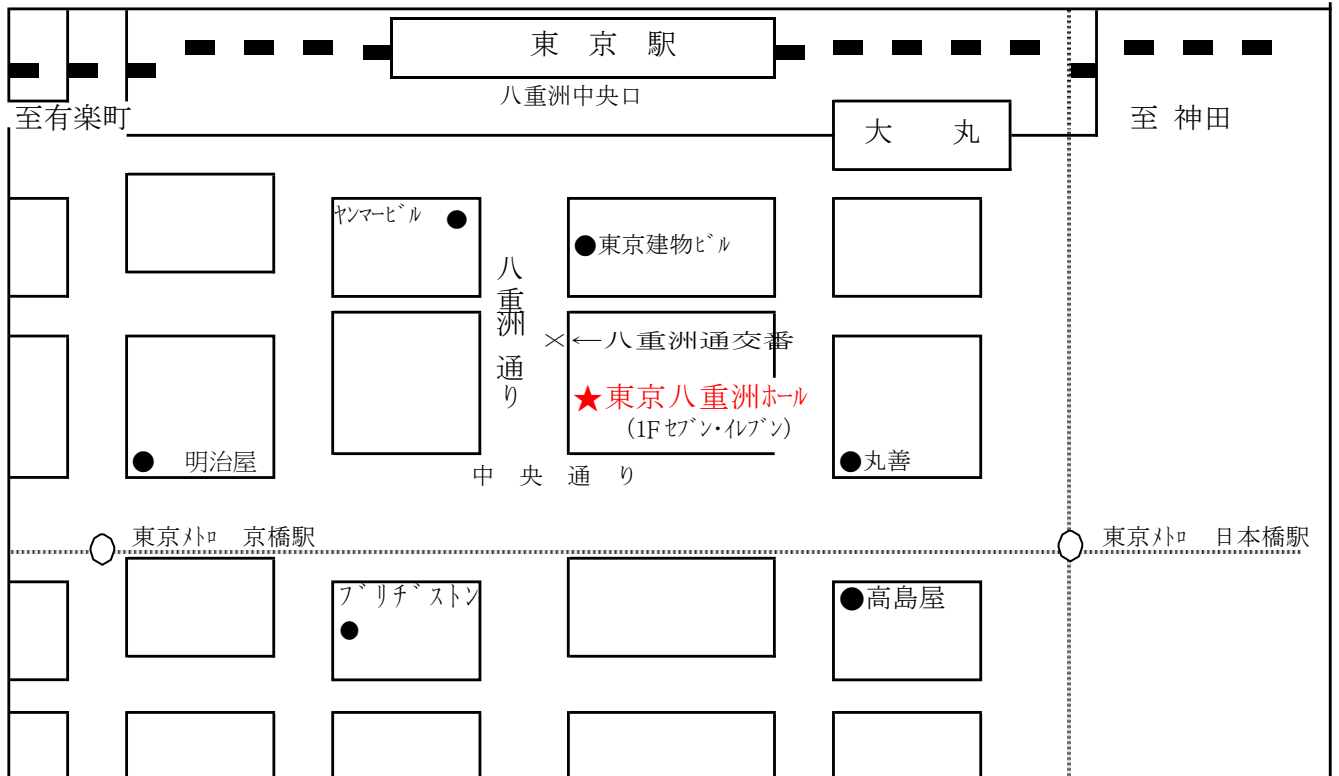 東 京 駅
八重洲中央口
至有楽町
大 丸
至 神田
ﾔﾝﾏｰﾋﾞﾙ
●東京建物ﾋﾞﾙ
八重洲通り
×←八重洲通交番
★東京八重洲ﾎｰﾙ
(1Fｾﾌﾞﾝ・ｲﾚﾌﾞﾝ)
明治屋
●丸善
中 央 通 り
東京ﾒﾄﾛ 京橋駅
東京ﾒﾄﾛ 日本橋駅
ブリヂストン
●高島屋